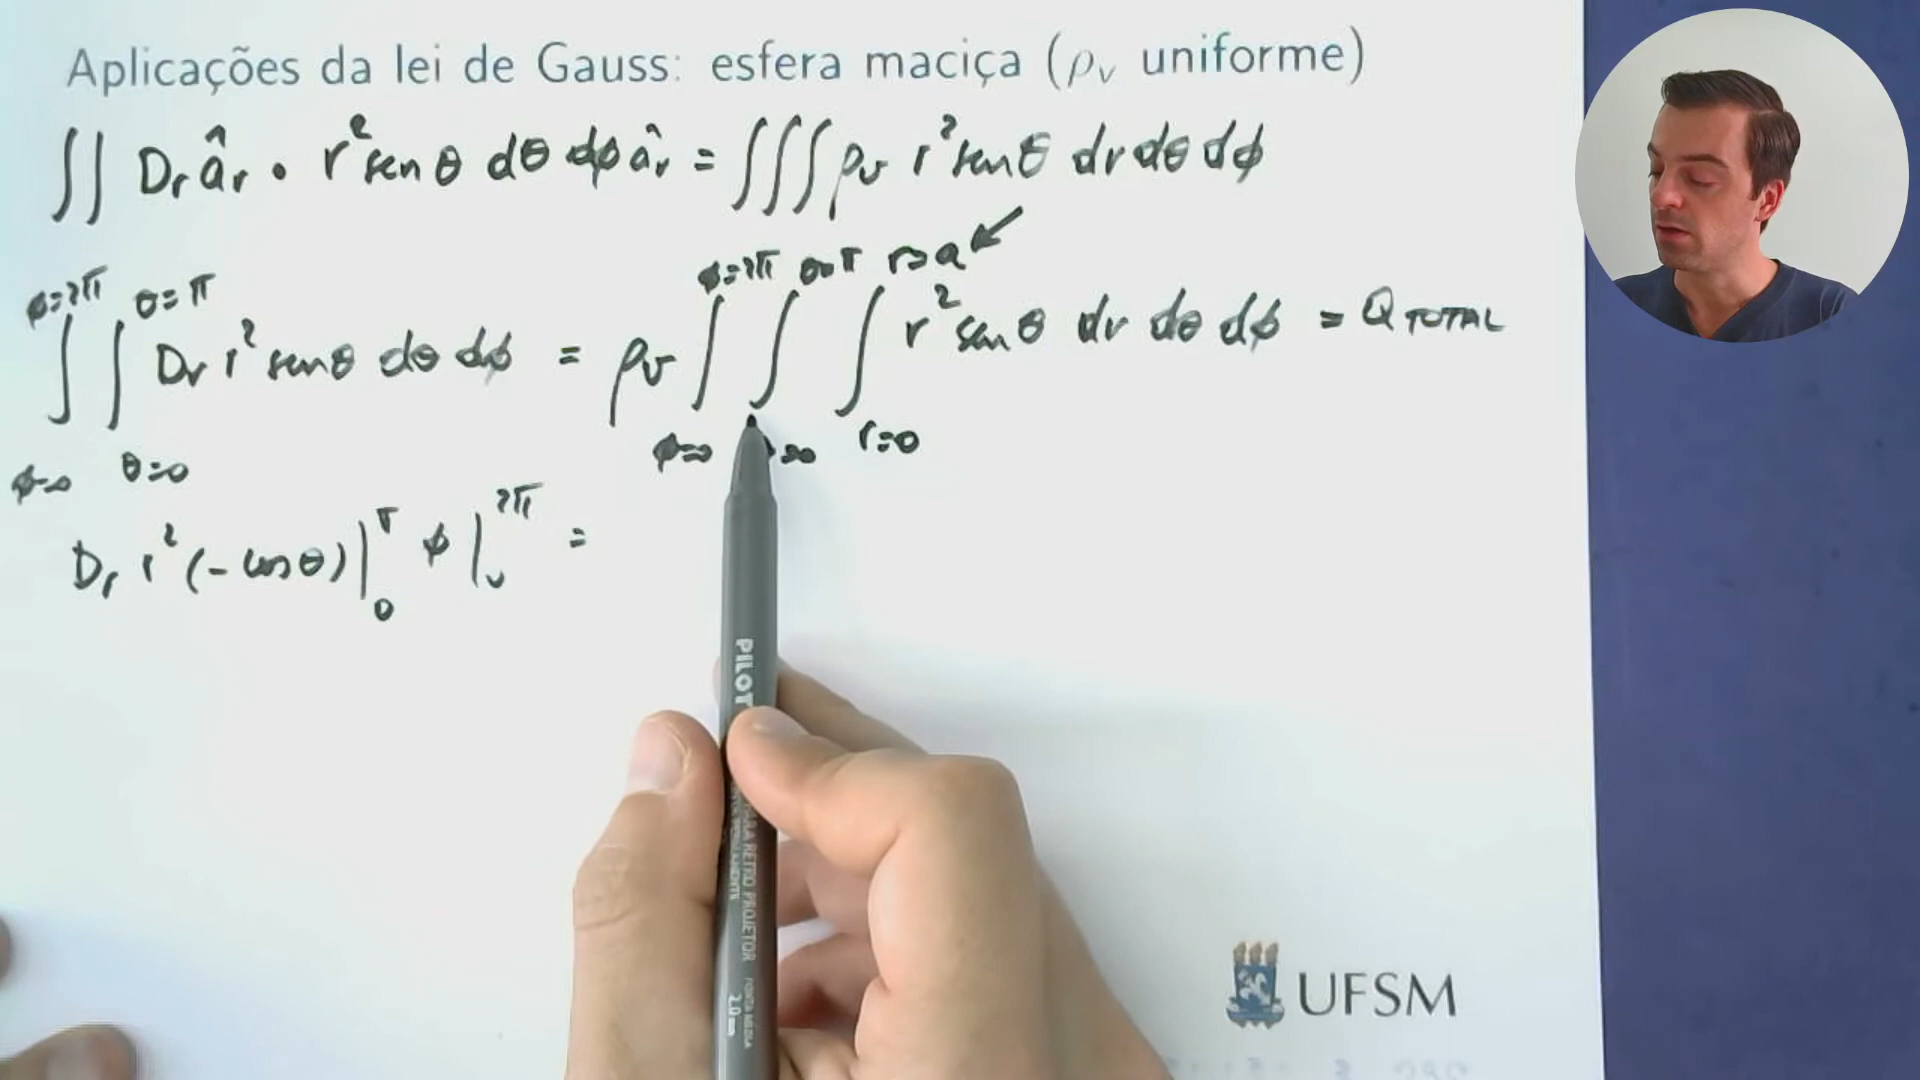 Aplicações da lei de Gauss: esfera maciça (ρv uniforme)
∬ Dr âr · r² sen θ dθ dφ âr = ∭ ρv r² sen θ dr dθ dφ
φ=2π θ=π φ=2π θ=π r=a
∫ ∫ Dr r² sen θ dθ dφ = ρv ∫ ∫ ∫ r² sen θ dr dθ dφ = Q TOTAL
φ=0 θ=0 φ=0 =0 r=0
Dr r² (- cos θ) |₀^π φ |₀^2π =
PILOT
UFSM